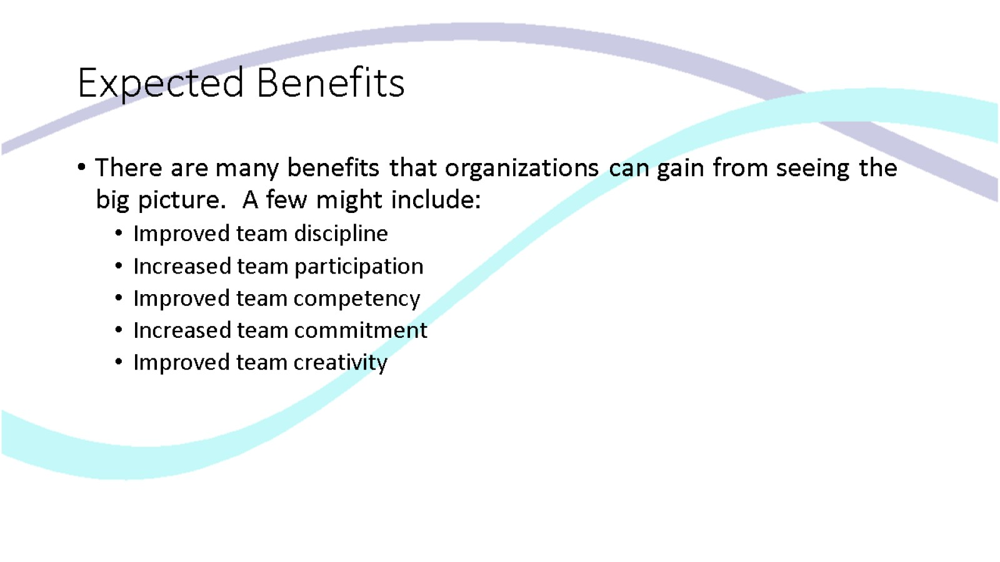 Expected Benefits
• There are many benefits that organizations can gain from seeing the
big picture.  A few might include:
• Improved team discipline
• Increased team participation
• Improved team competency
• Increased team commitment
• Improved team creativity